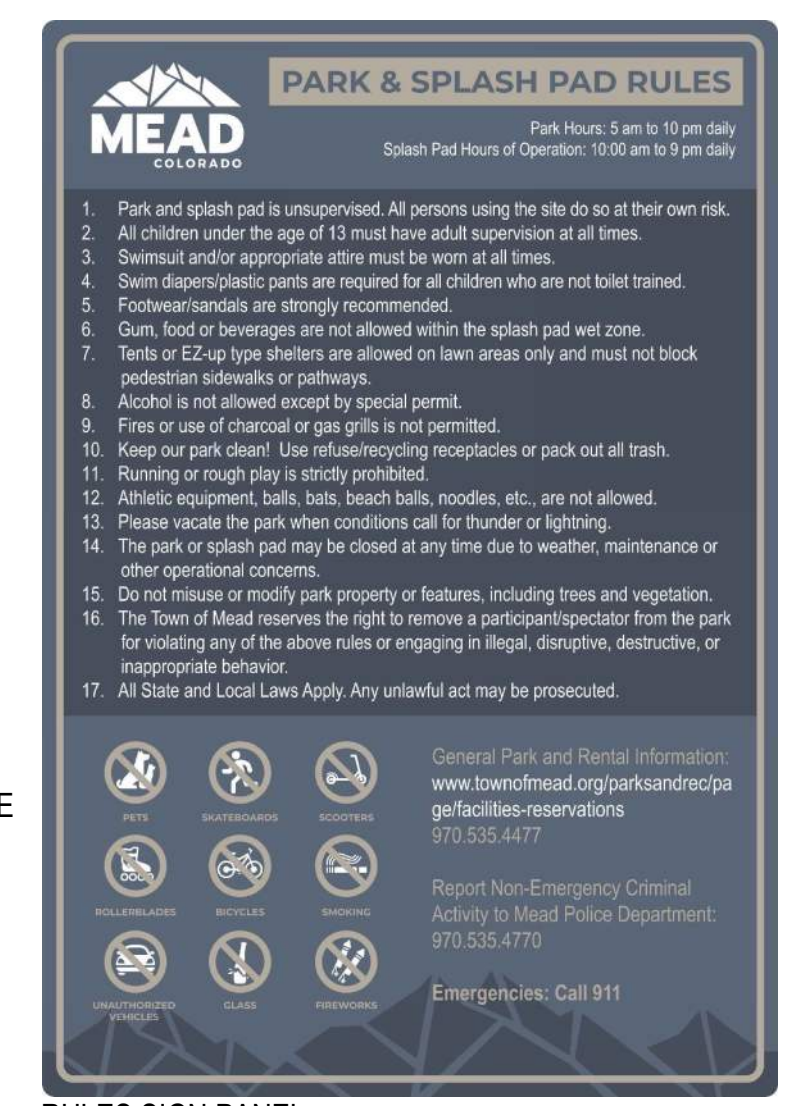 MEAD
COLORADO
PARK & SPLASH PAD RULES
Park Hours: 5 am to 10 pm daily
Splash Pad Hours of Operation: 10:00 am to 9 pm daily
1. Park and splash pad is unsupervised. All persons using the site do so at their own risk.
2. All children under the age of 13 must have adult supervision at all times.
3. Swimsuit and/or appropriate attire must be worn at all times.
4. Swim diapers/plastic pants are required for all children who are not toilet trained.
5. Footwear/sandals are strongly recommended.
6. Gum, food or beverages are not allowed within the splash pad wet zone.
7. Tents or EZ-up type shelters are allowed on lawn areas only and must not block
pedestrian sidewalks or pathways.
8. Alcohol is not allowed except by special permit.
9. Fires or use of charcoal or gas grills is not permitted.
10. Keep our park clean! Use refuse/recycling receptacles or pack out all trash.
11. Running or rough play is strictly prohibited.
12. Athletic equipment, balls, bats, beach balls, noodles, etc., are not allowed.
13. Please vacate the park when conditions call for thunder or lightning.
14. The park or splash pad may be closed at any time due to weather, maintenance or
other operational concerns.
15. Do not misuse or modify park property or features, including trees and vegetation.
16. The Town of Mead reserves the right to remove a participant/spectator from the park
for violating any of the above rules or engaging in illegal, disruptive, destructive, or
inappropriate behavior.
17. All State and Local Laws Apply. Any unlawful act may be prosecuted.
E
PETS SKATEBOARDS SCOOTERS
ROLLERBLADES BICYCLES SMOKING
UNAUTHORIZED
VEHICLES GLASS FIREWORKS
General Park and Rental Information:
www.townofmead.org/parksandrec/pa
ge/facilities-reservations
970.535.4477
Report Non-Emergency Criminal
Activity to Mead Police Department:
970.535.4770
Emergencies: Call 911
RULES SIGN PANEL